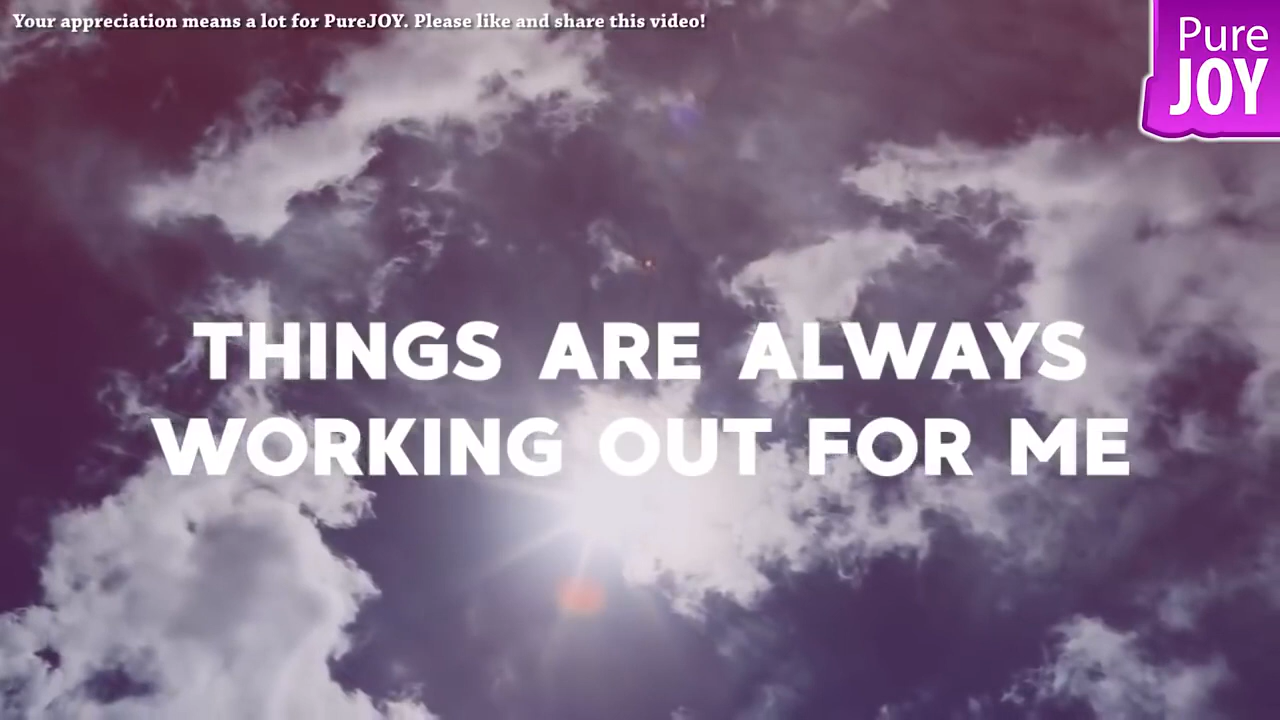 Your appreciation means a lot for PureJOY. Please like and share this video!
Pure
JOY
THINGS ARE ALWAYS
WORKING OUT FOR ME